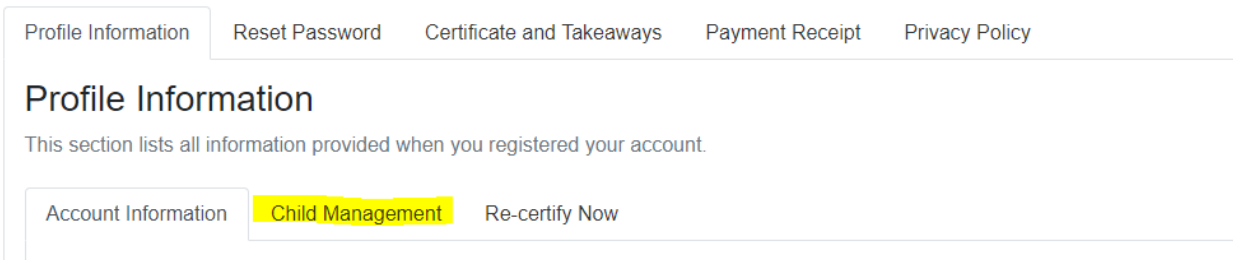 Profile Information Reset Password Certificate and Takeaways Payment Receipt Privacy Policy
Profile Information
This section lists all information provided when you registered your account.
Account Information Child Management Re-certify Now